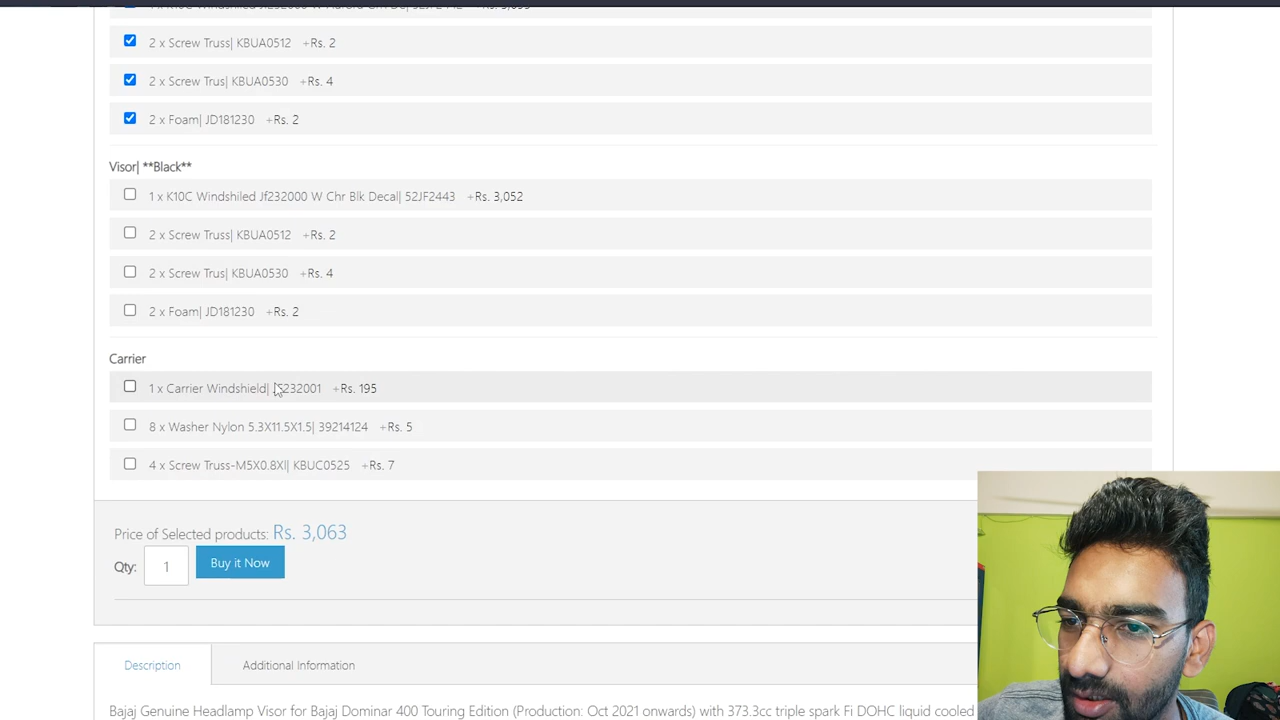 2 x Screw Truss| KBUA0512 +Rs. 2
2 x Screw Trus| KBUA0530 +Rs. 4
2 x Foam| JD181230 +Rs. 2
Visor| **Black**
1 x K10C Windshiled Jf232000 W Chr Blk Decal| 52JF2443 +Rs. 3,052
2 x Screw Truss| KBUA0512 +Rs. 2
2 x Screw Trus| KBUA0530 +Rs. 4
2 x Foam| JD181230 +Rs. 2
Carrier
1 x Carrier Windshield| +Rs. 195
8 x Washer Nylon 5.3X11.5X1.5| 39214124 +Rs. 5
4 x Screw Truss-M5X0.8Xl| KBUC0525 +Rs. 7
Price of Selected products: Rs. 3,063
Qty: 1 Buy it Now
Description Additional Information
Bajaj Genuine Headlamp Visor for Bajaj Dominar 400 Touring Edition (Production: Oct 2021 onwards) with 373.3cc triple spark Fi DOHC liquid cooled